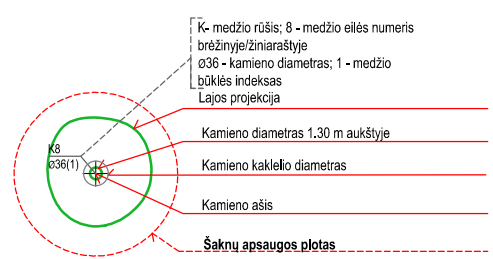 K- medžio rūšis; 8 - medžio eilės numeris
brėžinyje/žiniaraštyje
Ø36 - kamieno diametras; 1 - medžio
būklės indeksas
Lajos projekcija
Kamieno diametras 1.30 m aukštyje
K8
Ø36(1)
Kamieno kaklelio diametras
Kamieno ašis
Šaknų apsaugos plotas